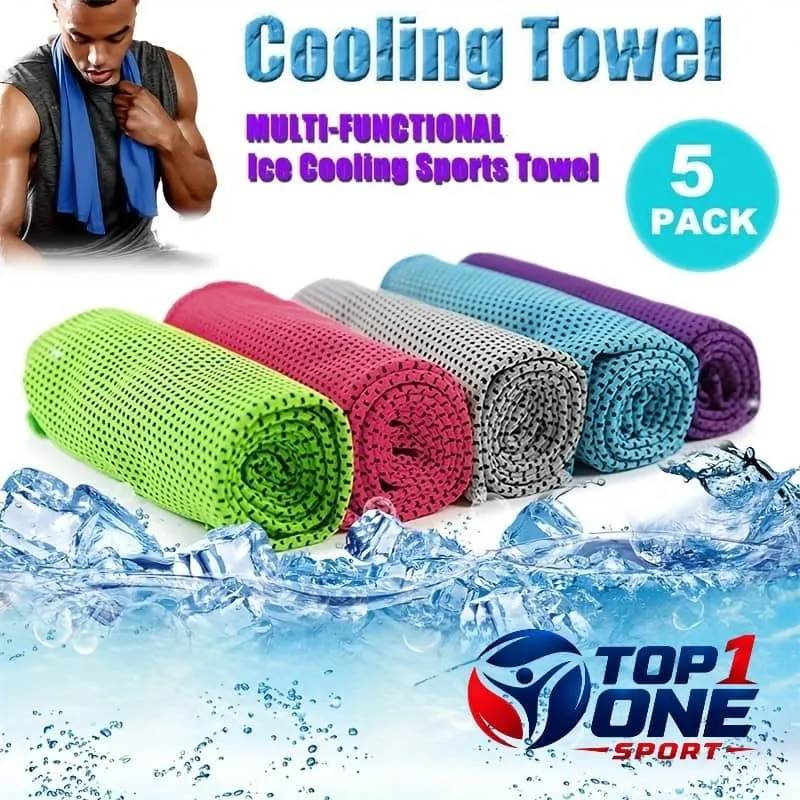 Cooling Towel
MULTI-FUNCTIONAL
Ice Cooling Sports Towel
5
PACK
TOP 1
ONE
SPORT